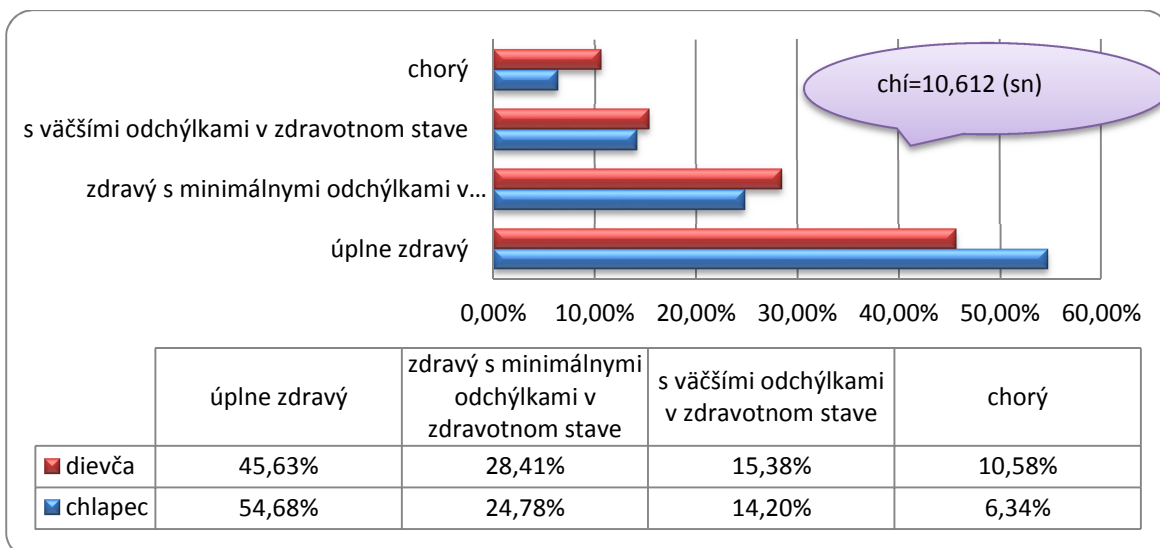 chorý
chí=10,612 (sn)
s väčšími odchýlkami v zdravotnom stave
zdravý s minimálnymi odchýlkami v...
úplne zdravý
0,00% 10,00% 20,00% 30,00% 40,00% 50,00% 60,00%
úplne zdravý
zdravý s minimálnymi
odchýlkami v
zdravotnom stave
s väčšími odchýlkami
v zdravotnom stave
chorý
dievča 45,63% 28,41% 15,38% 10,58%
chlapec 54,68% 24,78% 14,20% 6,34%